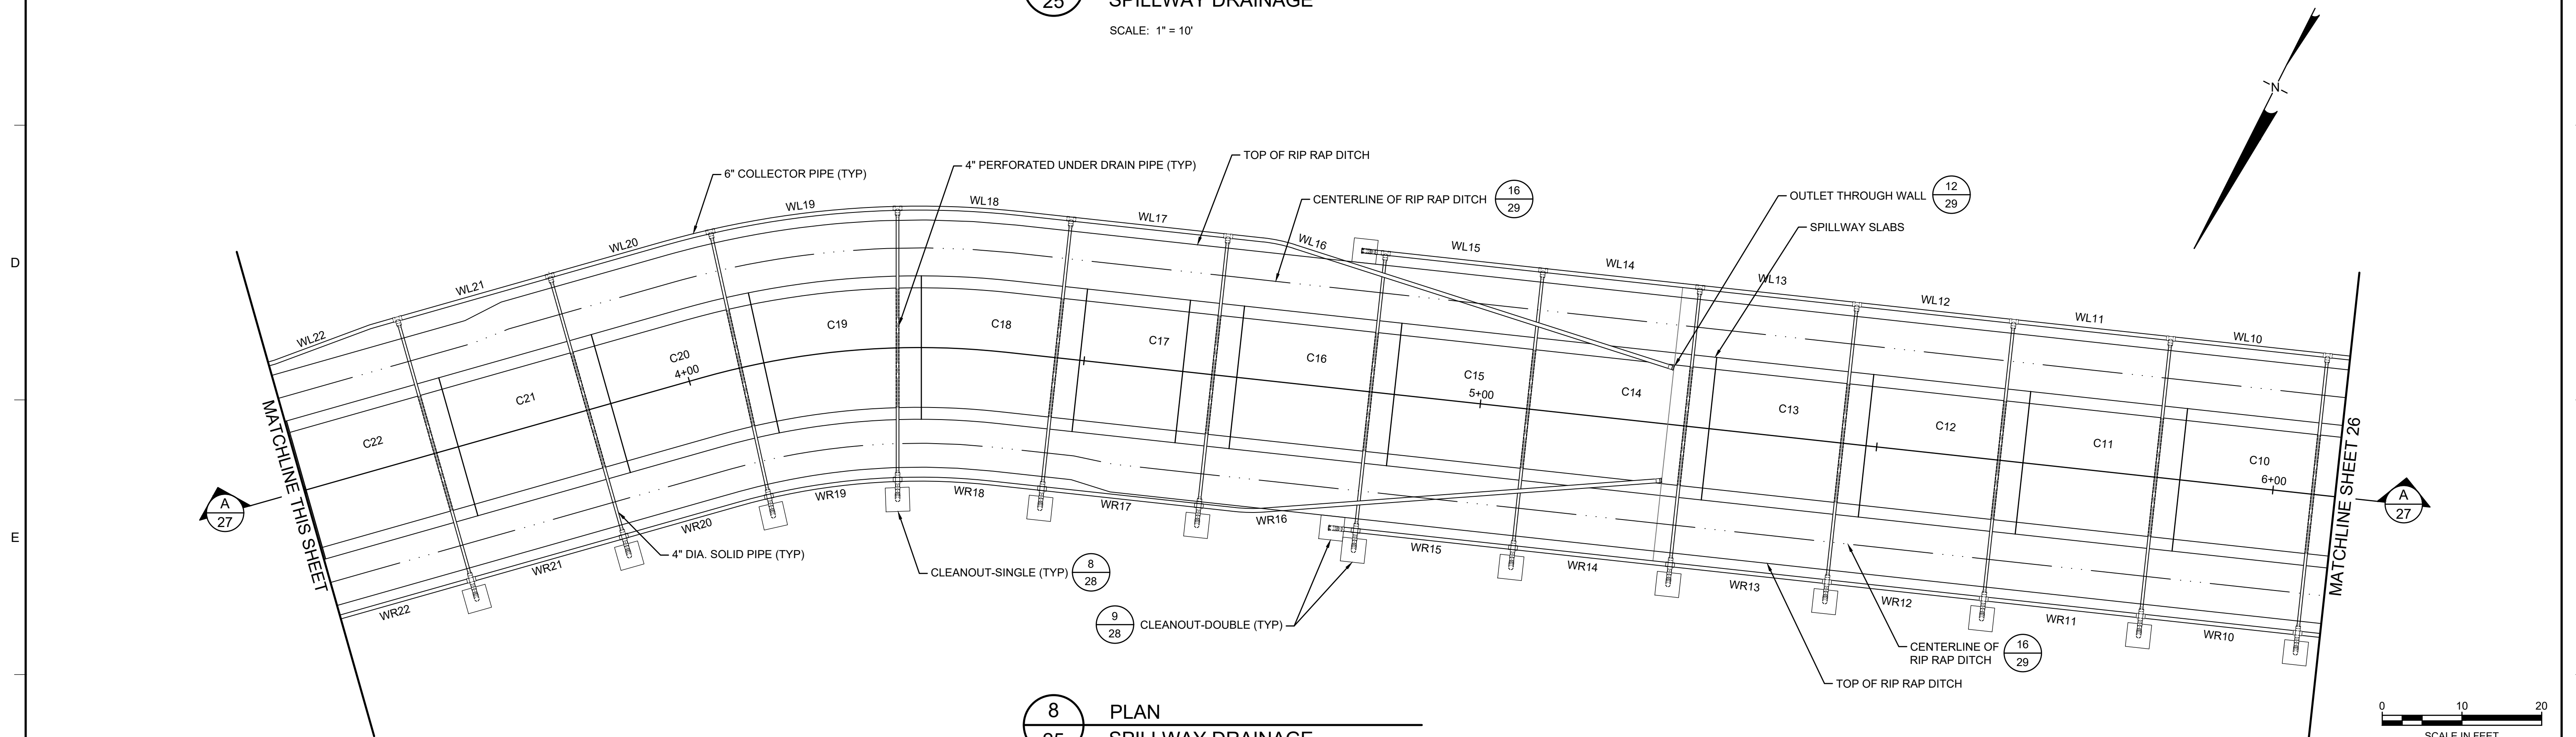 25
SPILLWAY DRAINAGE
SCALE: 1" = 10'
N
TOP OF RIP RAP DITCH
4" PERFORATED UNDER DRAIN PIPE (TYP)
6" COLLECTOR PIPE (TYP)
CENTERLINE OF RIP RAP DITCH
16
29
OUTLET THROUGH WALL
12
29
SPILLWAY SLABS
WL22
WL21
WL20
WL19
WL18
WL17
WL16
WL15
WL14
WL13
WL12
WL11
WL10
D
C22
C21
C20
4+00
C19
C18
C17
C16
C15
5+00
C14
C13
C12
C11
C10
6+00
MATCHLINE THIS SHEET
MATCHLINE SHEET 26
A
27
A
27
E
WR22
WR21
WR20
WR19
WR18
WR17
WR16
WR15
WR14
WR13
WR12
WR11
WR10
4" DIA. SOLID PIPE (TYP)
CLEANOUT-SINGLE (TYP)
8
28
9
28
CLEANOUT-DOUBLE (TYP)
CENTERLINE OF
RIP RAP DITCH
16
29
TOP OF RIP RAP DITCH
8
25
PLAN
SPILLWAY DRAINAGE
0 10 20
SCALE IN FEET